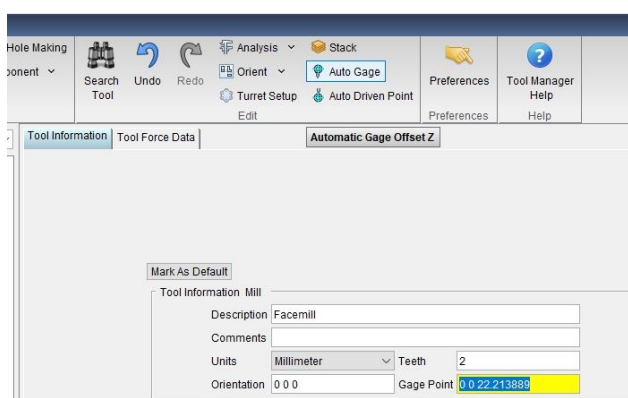 Hole Making
Analysis
Stack
ponent
Search Tool
Undo
Redo
Orient
Auto Gage
Preferences
Tool Manager Help
Turret Setup
Auto Driven Point
Edit
Preferences
Help
Tool Information
Tool Force Data
Automatic Gage Offset Z
Mark As Default
Tool Information Mill
Description Facemill
Comments
Units Millimeter Teeth 2
Orientation 0 0 0 Gage Point 0 0 22.213889